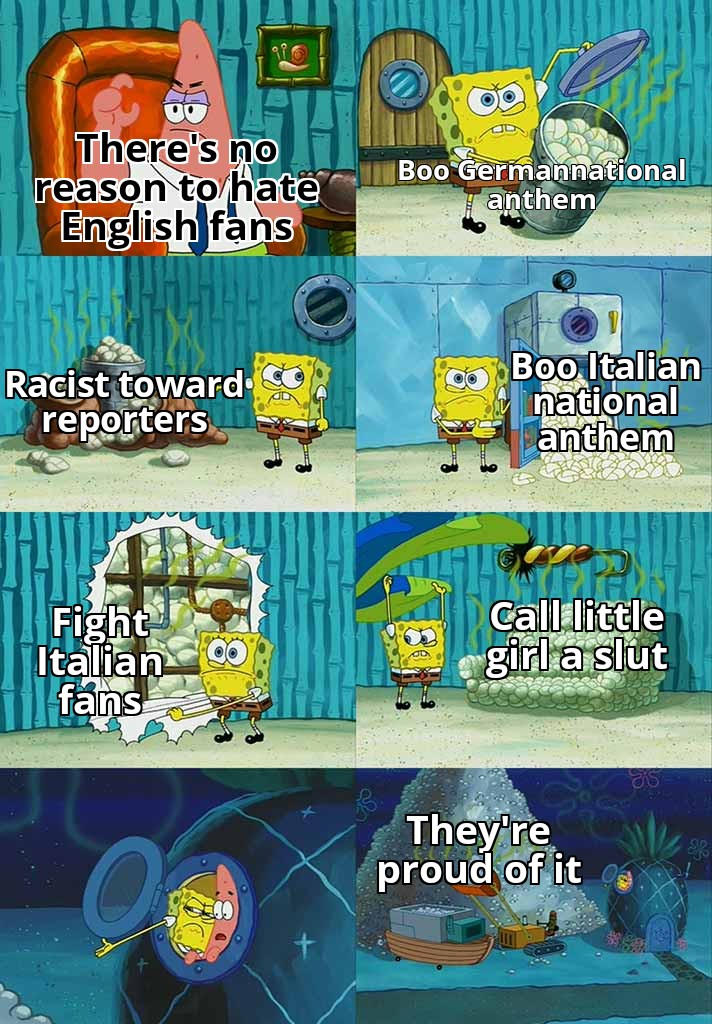 There's no
reason to hate
English fans
Boo Germannational
anthem
Racist toward
reporters
Boo Italian
national
anthem
Fight
Italian
fans
Call little
girl a slut
They're
proud of it